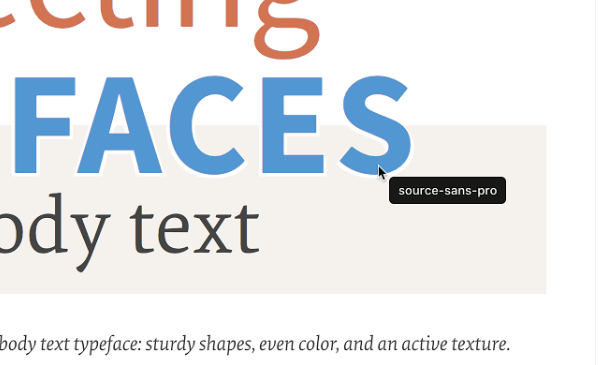 ecting
FACES
source-sans-pro
ody text
body text typeface: sturdy shapes, even color, and an active texture.